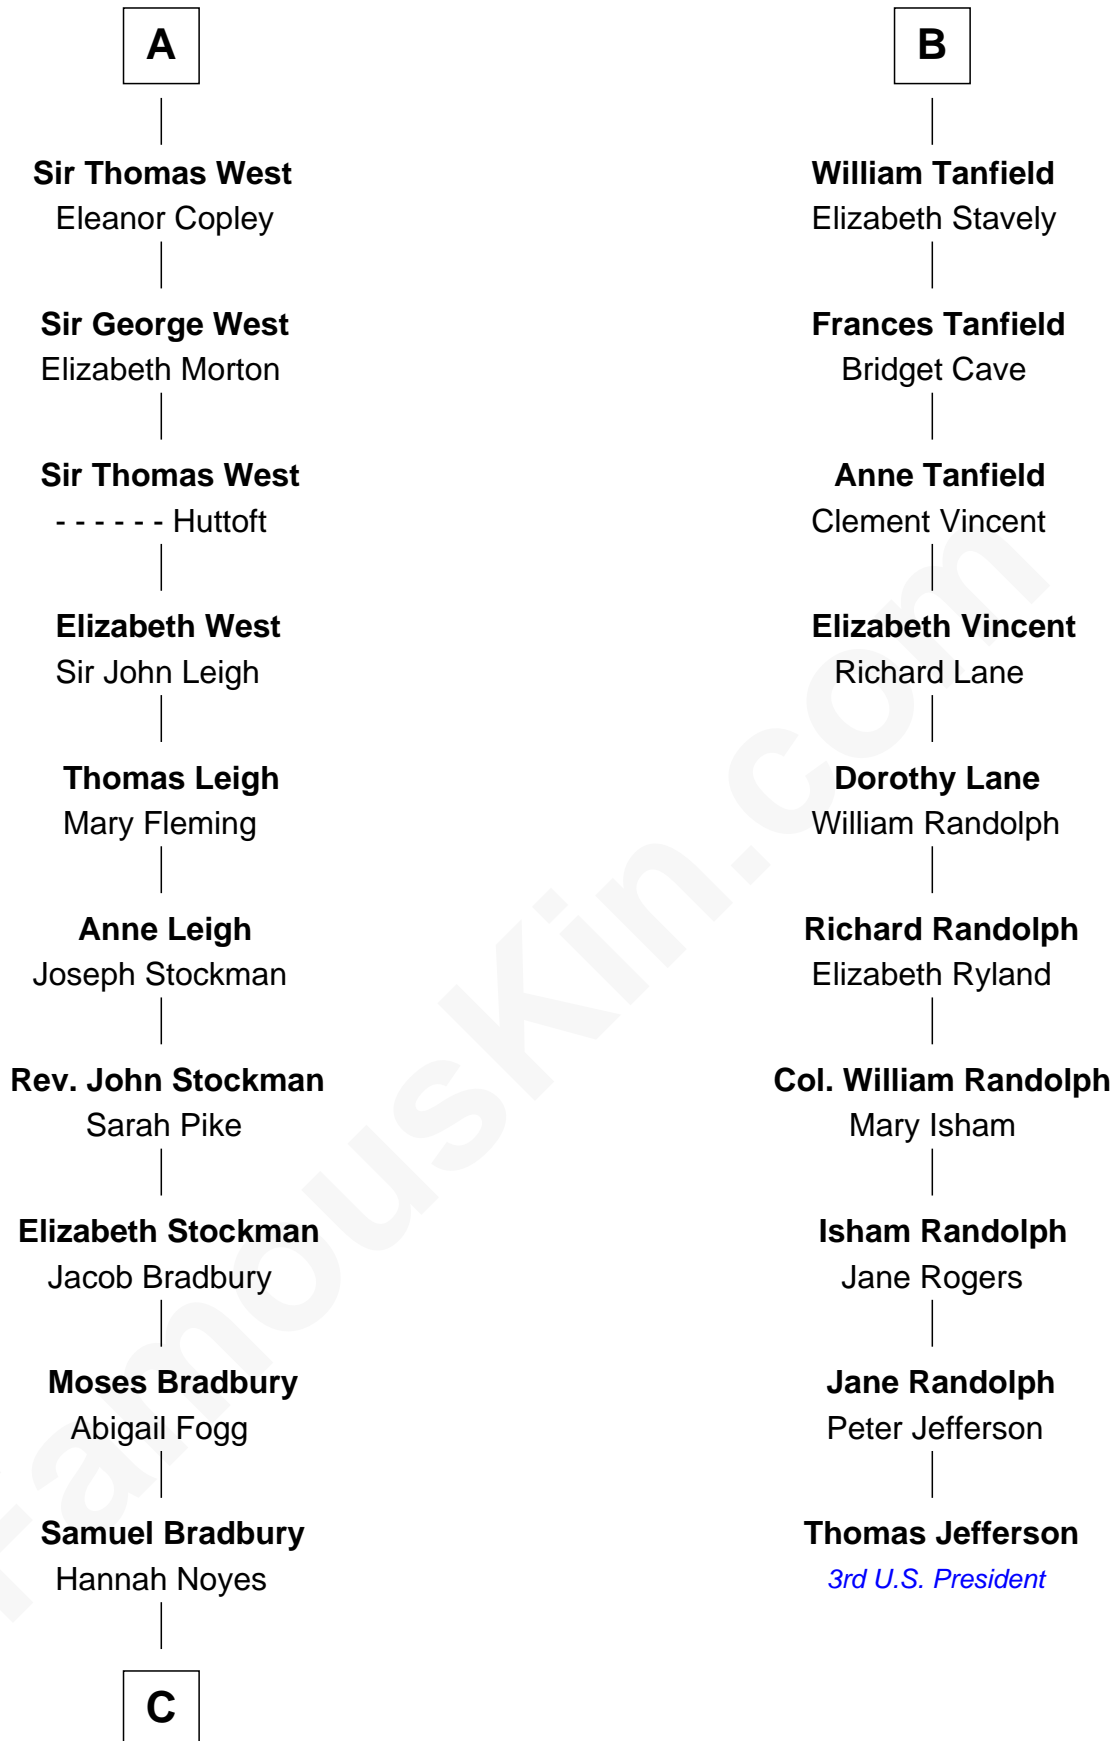 A
Sir Thomas West
Eleanor Copley
Sir George West
Elizabeth Morton
Sir Thomas West
- - - - - - Huttoft
Elizabeth West
Sir John Leigh
Thomas Leigh
Mary Fleming
Anne Leigh
Joseph Stockman
Rev. John Stockman
Sarah Pike
Elizabeth Stockman
Jacob Bradbury
Moses Bradbury
Abigail Fogg
Samuel Bradbury
Hannah Noyes
C
B
William Tanfield
Elizabeth Stavely
Frances Tanfield
Bridget Cave
Anne Tanfield
Clement Vincent
Elizabeth Vincent
Richard Lane
Dorothy Lane
William Randolph
Richard Randolph
Elizabeth Ryland
Col. William Randolph
Mary Isham
Isham Randolph
Jane Rogers
Jane Randolph
Peter Jefferson
Thomas Jefferson
3rd U.S. President
FamousKin.com